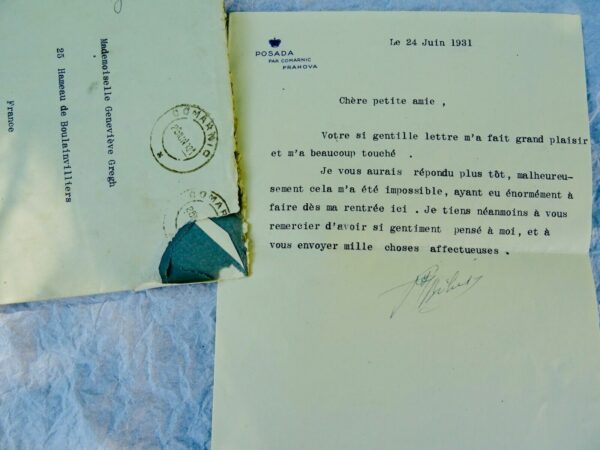 Mademoiselle Geneviève Gregh
25 Hameau de Boulainvilliers
France
COMARNIC
COMAR
POSADA
PAR COMARNIC
PRAHOVA
Le 24 Juin 1931
Chère petite amie ,
Votre si gentille lettre m'a fait grand plaisir
et m'a beaucoup touché .
Je vous aurais répondu plus tôt, malheureu-
sement cela m'a été impossible, ayant eu énormément à
faire dès ma rentrée ici . Je tiens néanmoins à vous
remercier d'avoir si gentiment pensé à moi, et à
vous envoyer mille choses affectueuses .